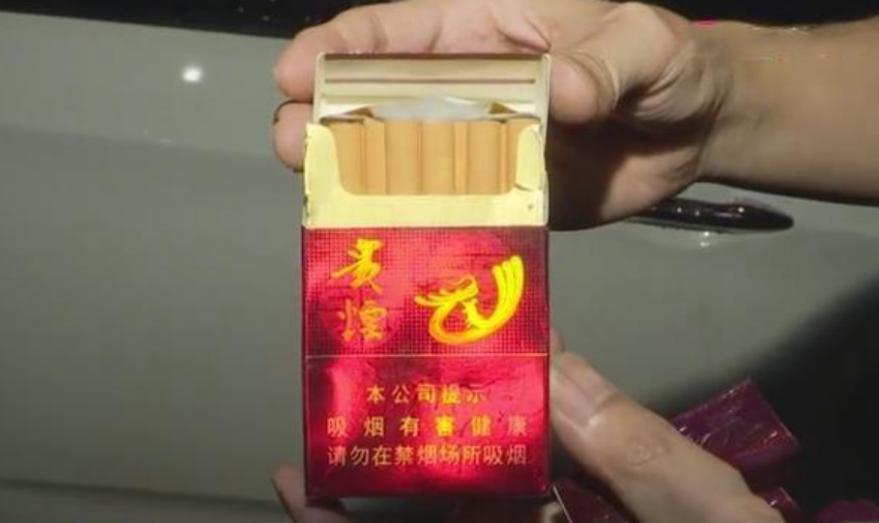 贵
烟
本公司提示
吸烟有害健康
请勿在禁烟场所吸烟